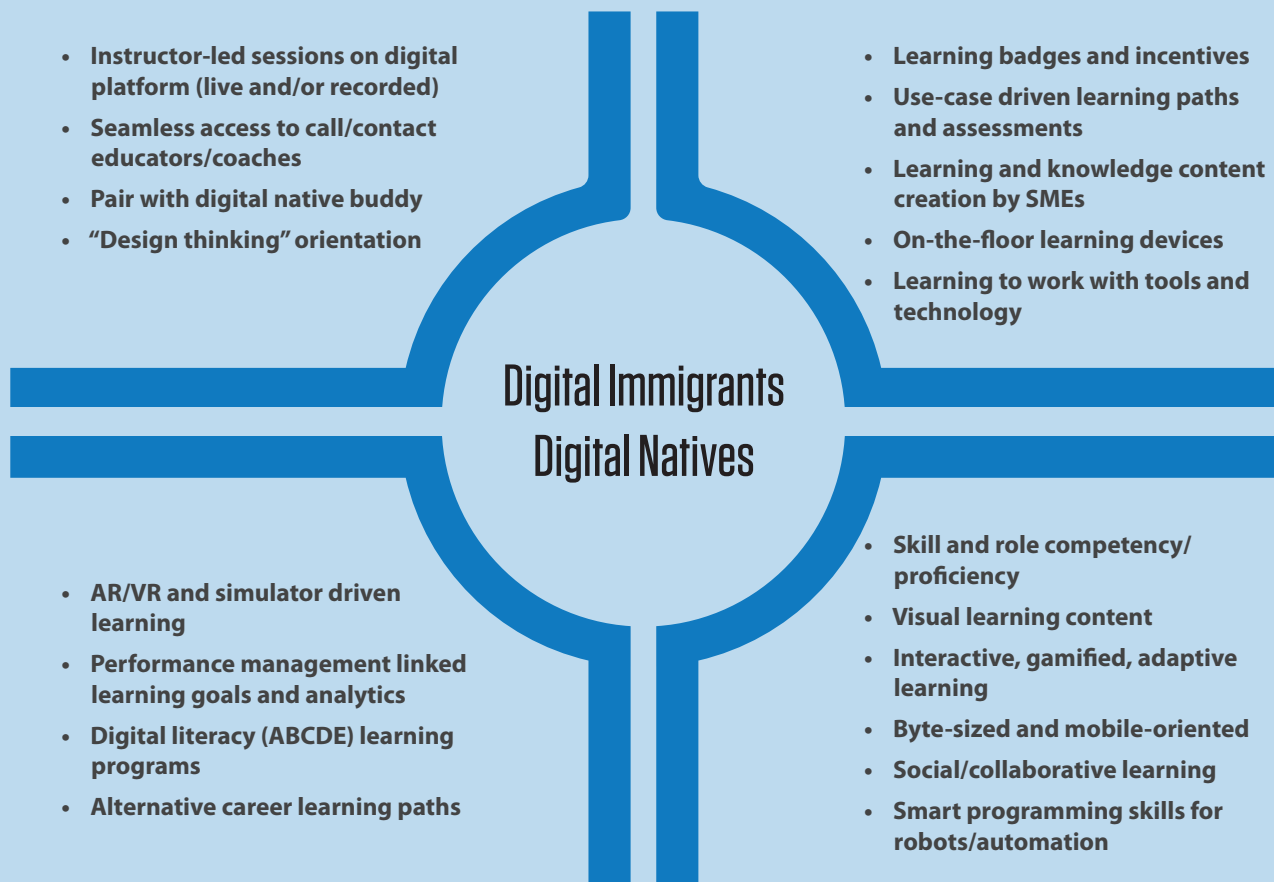 • Instructor-led sessions on digital
platform (live and/or recorded)
• Seamless access to call/contact
educators/coaches
• Pair with digital native buddy
• “Design thinking” orientation
• Learning badges and incentives
• Use-case driven learning paths
and assessments
• Learning and knowledge content
creation by SMEs
• On-the-floor learning devices
• Learning to work with tools and
technology
Digital Immigrants
Digital Natives
• AR/VR and simulator driven
learning
• Performance management linked
learning goals and analytics
• Digital literacy (ABCDE) learning
programs
• Alternative career learning paths
• Skill and role competency/
proficiency
• Visual learning content
• Interactive, gamified, adaptive
learning
• Byte-sized and mobile-oriented
• Social/collaborative learning
• Smart programming skills for
robots/automation